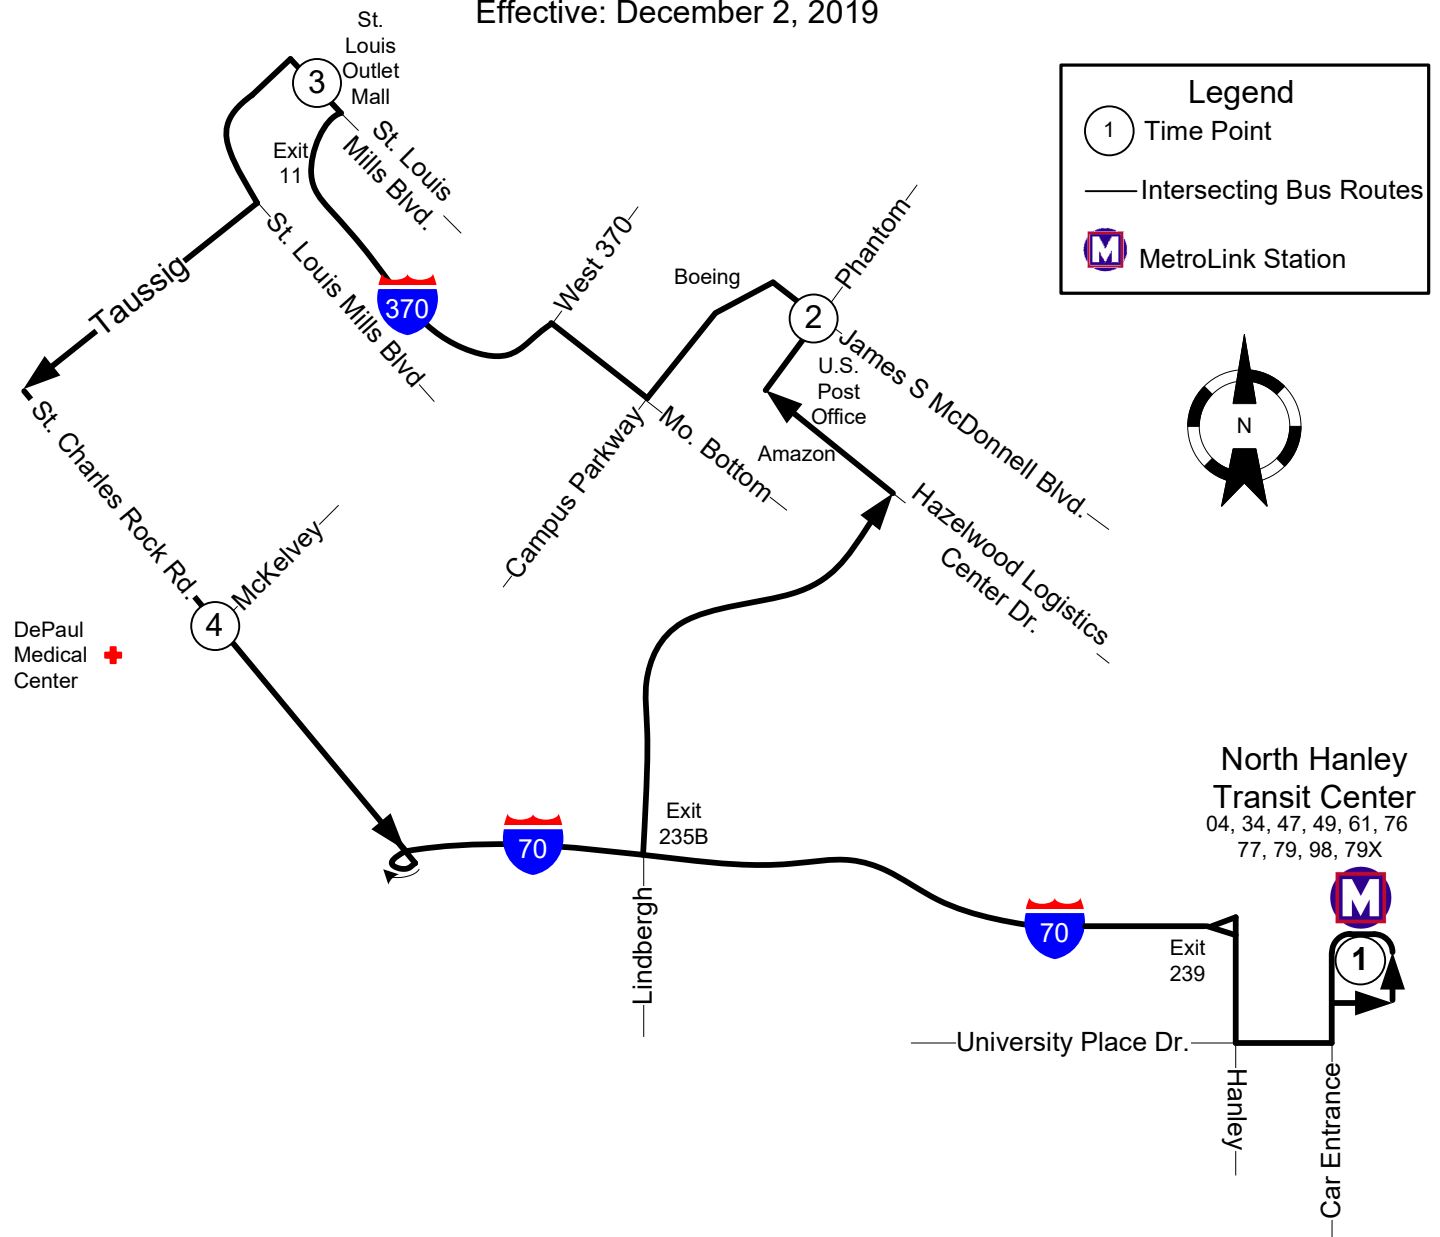 Effective: December 2, 2019
St.
Louis
Outlet
Mall
3
Exit
11
St. Louis
Mills Blvd.
Legend
1 Time Point
Intersecting Bus Routes
M MetroLink Station
Taussig
St. Louis Mills Blvd
370
West 370
Boeing
Phantom
2
U.S.
Post
Office
James S McDonnell Blvd.
Amazon
Campus Parkway
Mo. Bottom
Hazelwood Logistics
Center Dr.
N
St. Charles Rock Rd.
McKelvey
4
DePaul
Medical
Center
North Hanley
Transit Center
04, 34, 47, 49, 61, 76
77, 79, 98, 79X
M
1
70
Exit
235B
Lindbergh
70
Exit
239
University Place Dr.
Hanley
Car Entrance